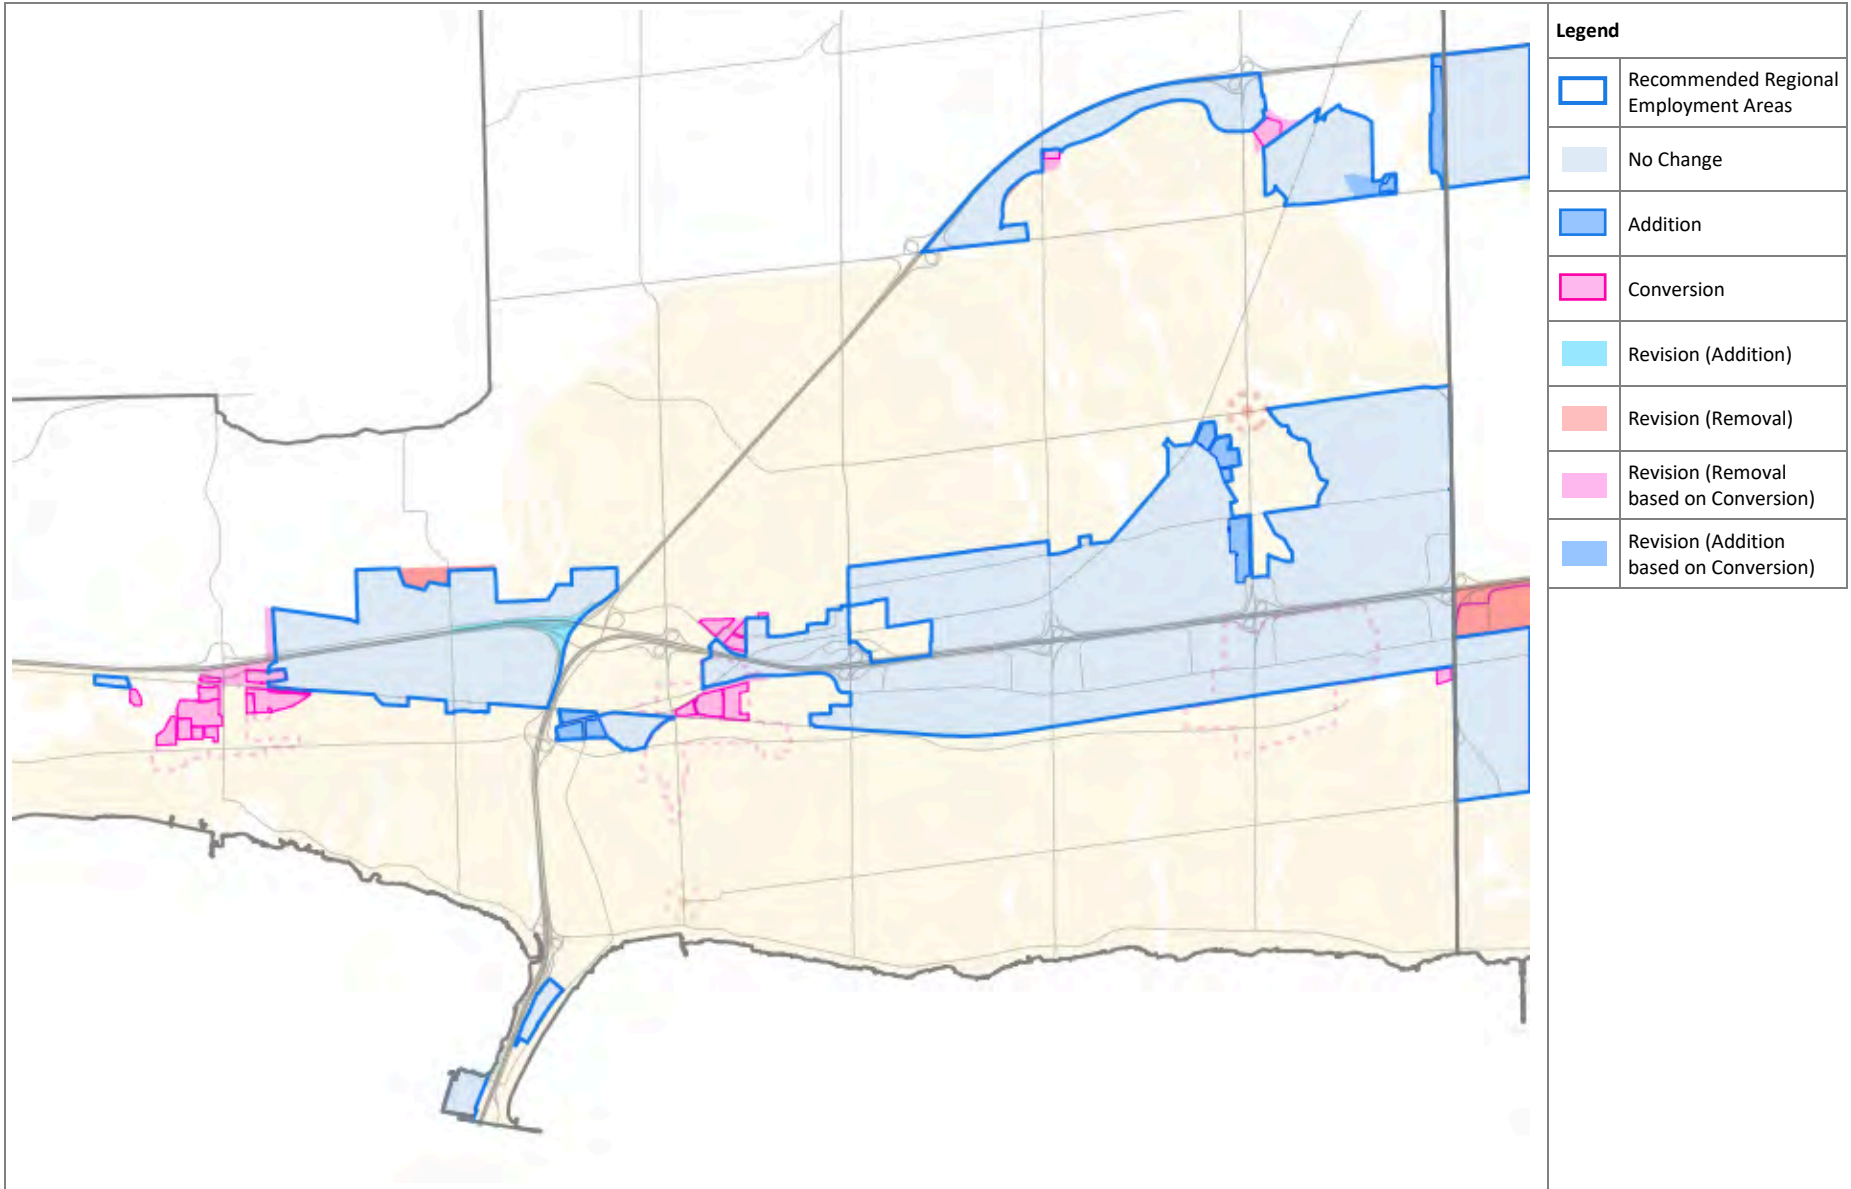 Legend
Recommended Regional
Employment Areas
No Change
Addition
Conversion
Revision (Addition)
Revision (Removal)
Revision (Removal
based on Conversion)
Revision (Addition
based on Conversion)